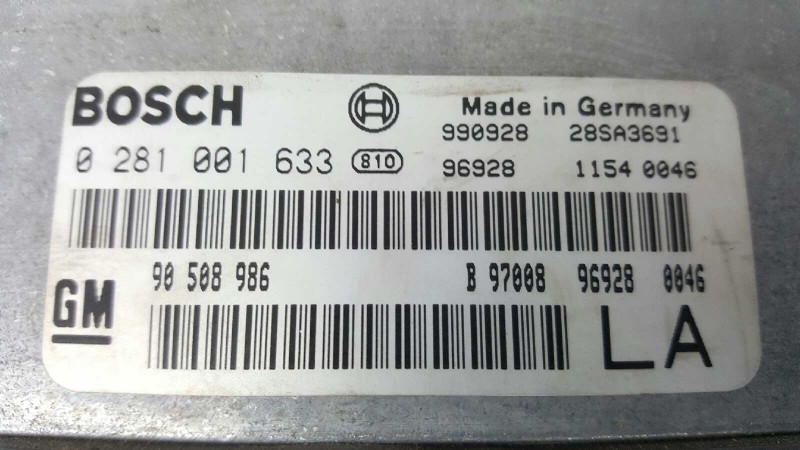 BOSCH Made in Germany
990928 28SA3691
0 281 001 633 810 96928 1154 0046
90 508 986 B 97008 96928 0046
GM LA